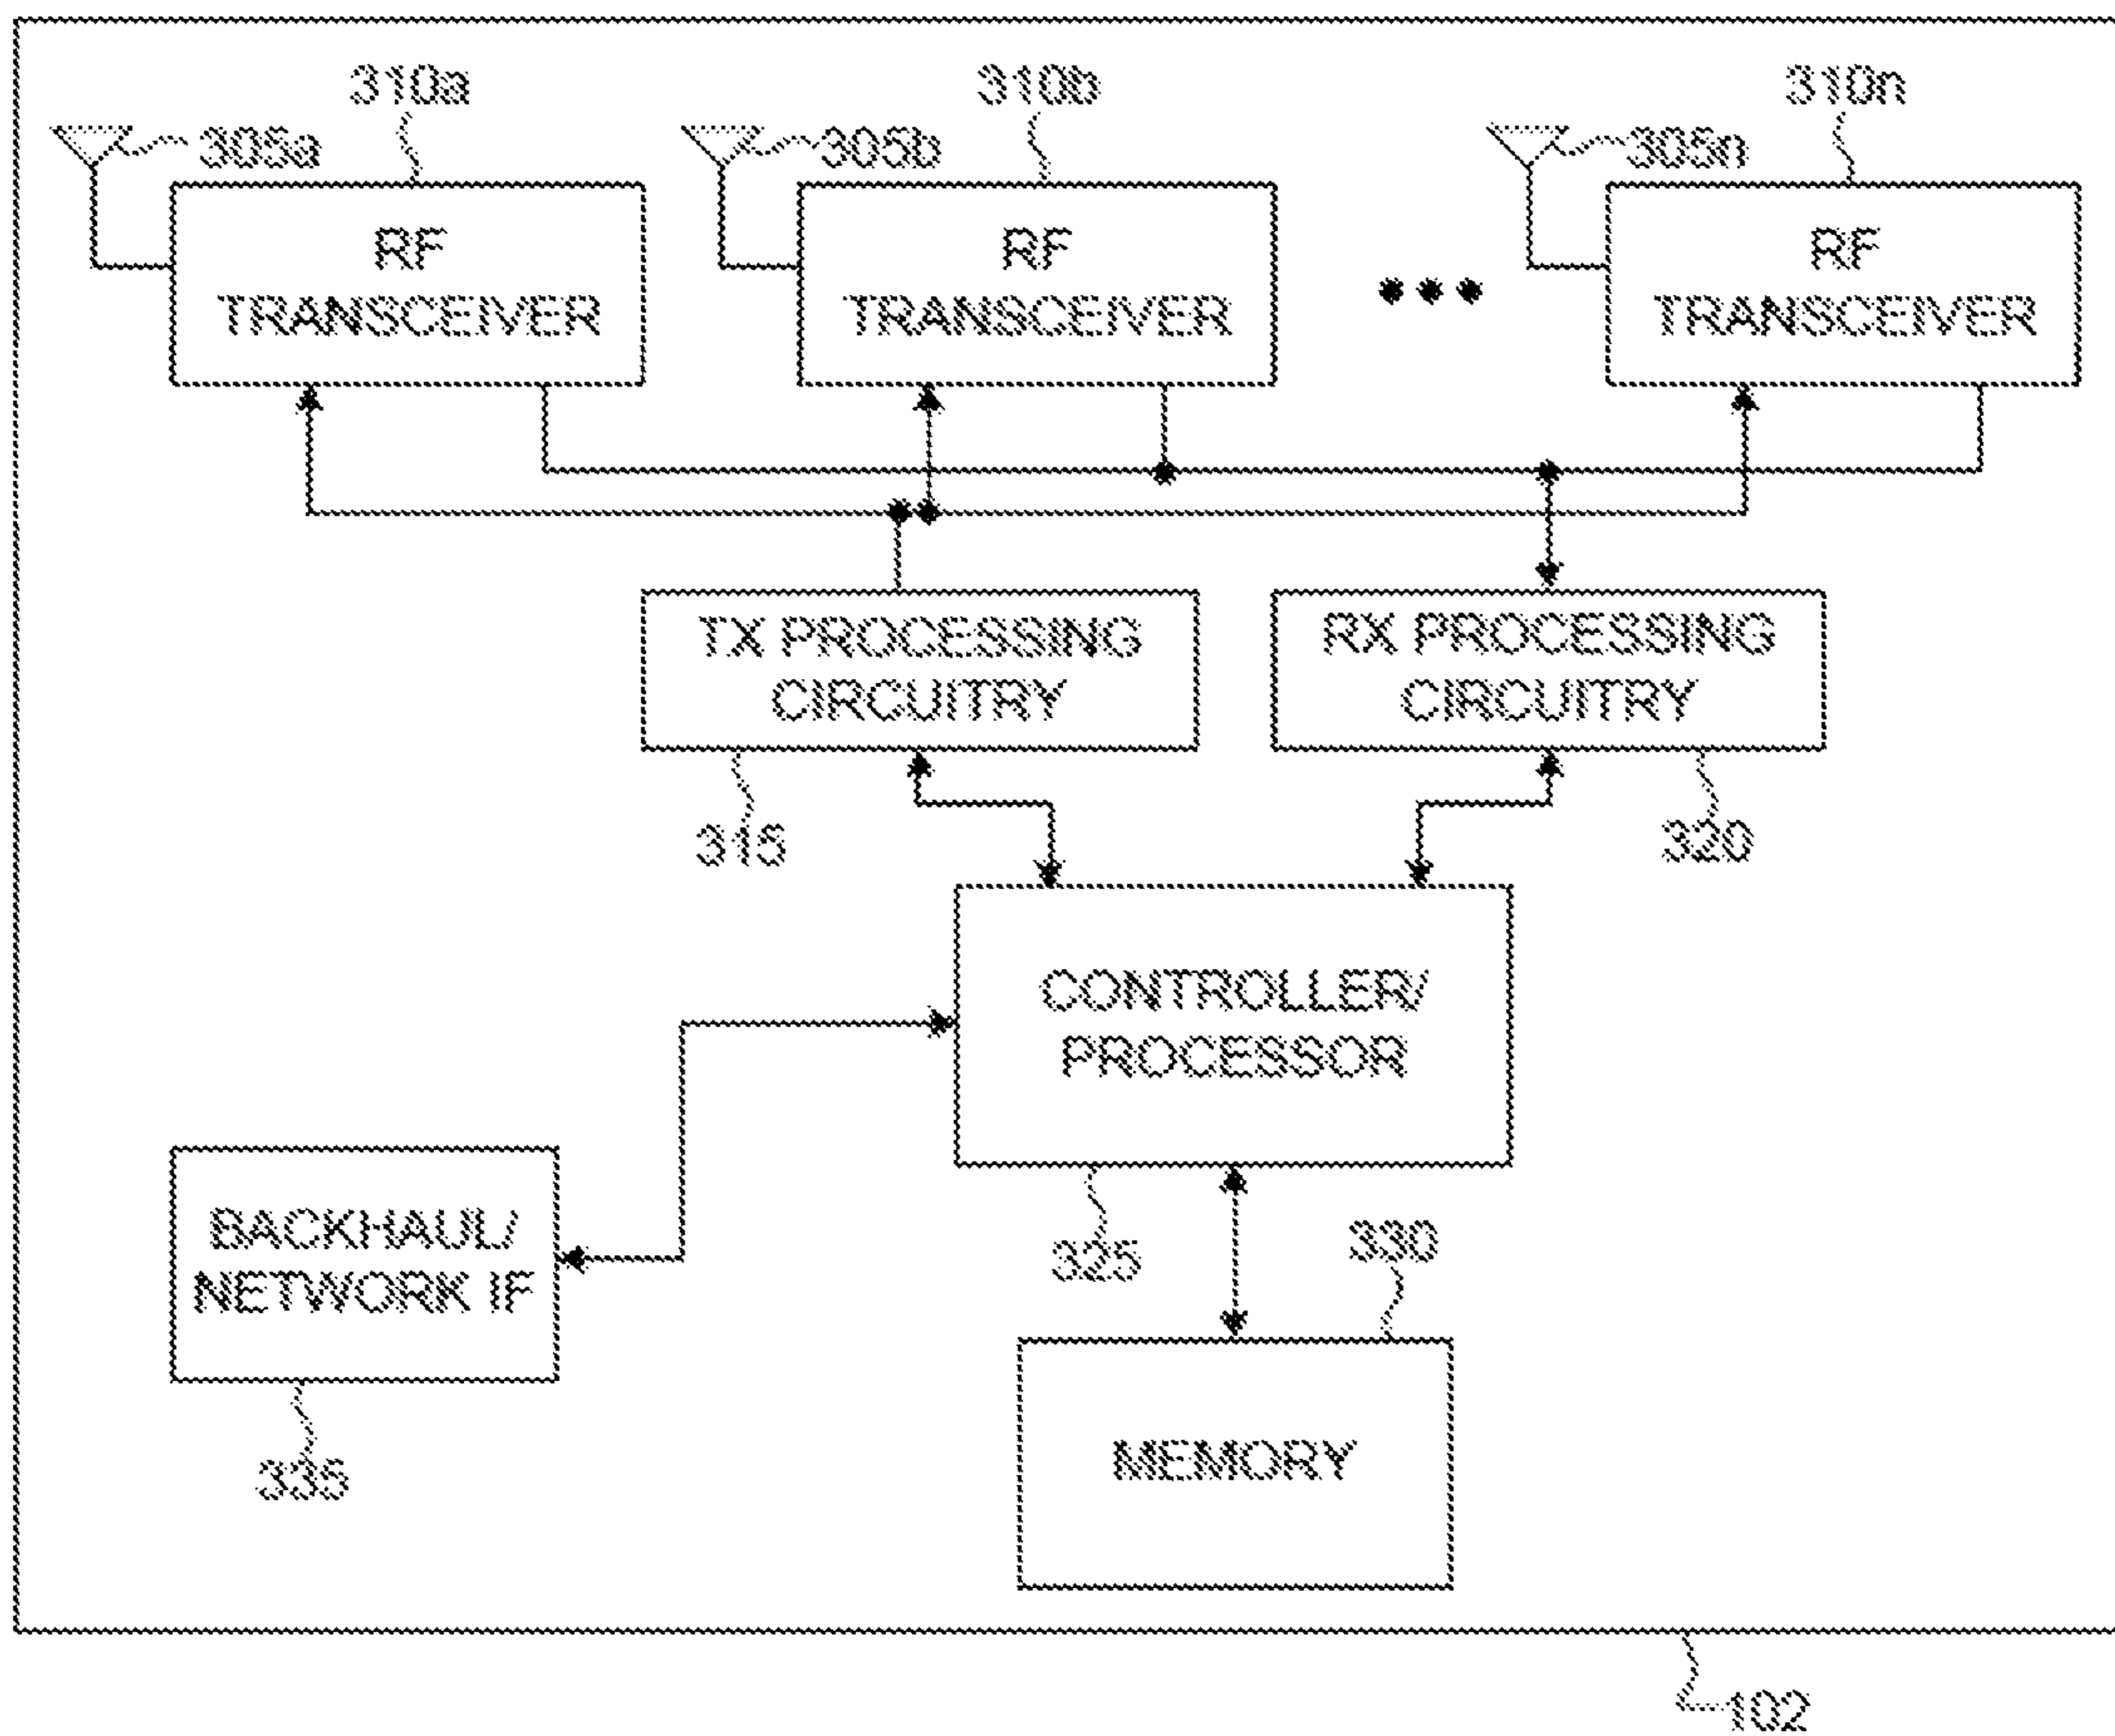 310a
310b
310n
305a
305b
305n
RF
TRANSCEIVER
RF
TRANSCEIVER
RF
TRANSCEIVER
TX PROCESSING
CIRCUITRY
RX PROCESSING
CIRCUITRY
315
320
CONTROLLER/
PROCESSOR
BACKHAUL/
NETWORK IF
325
330
335
MEMORY
102